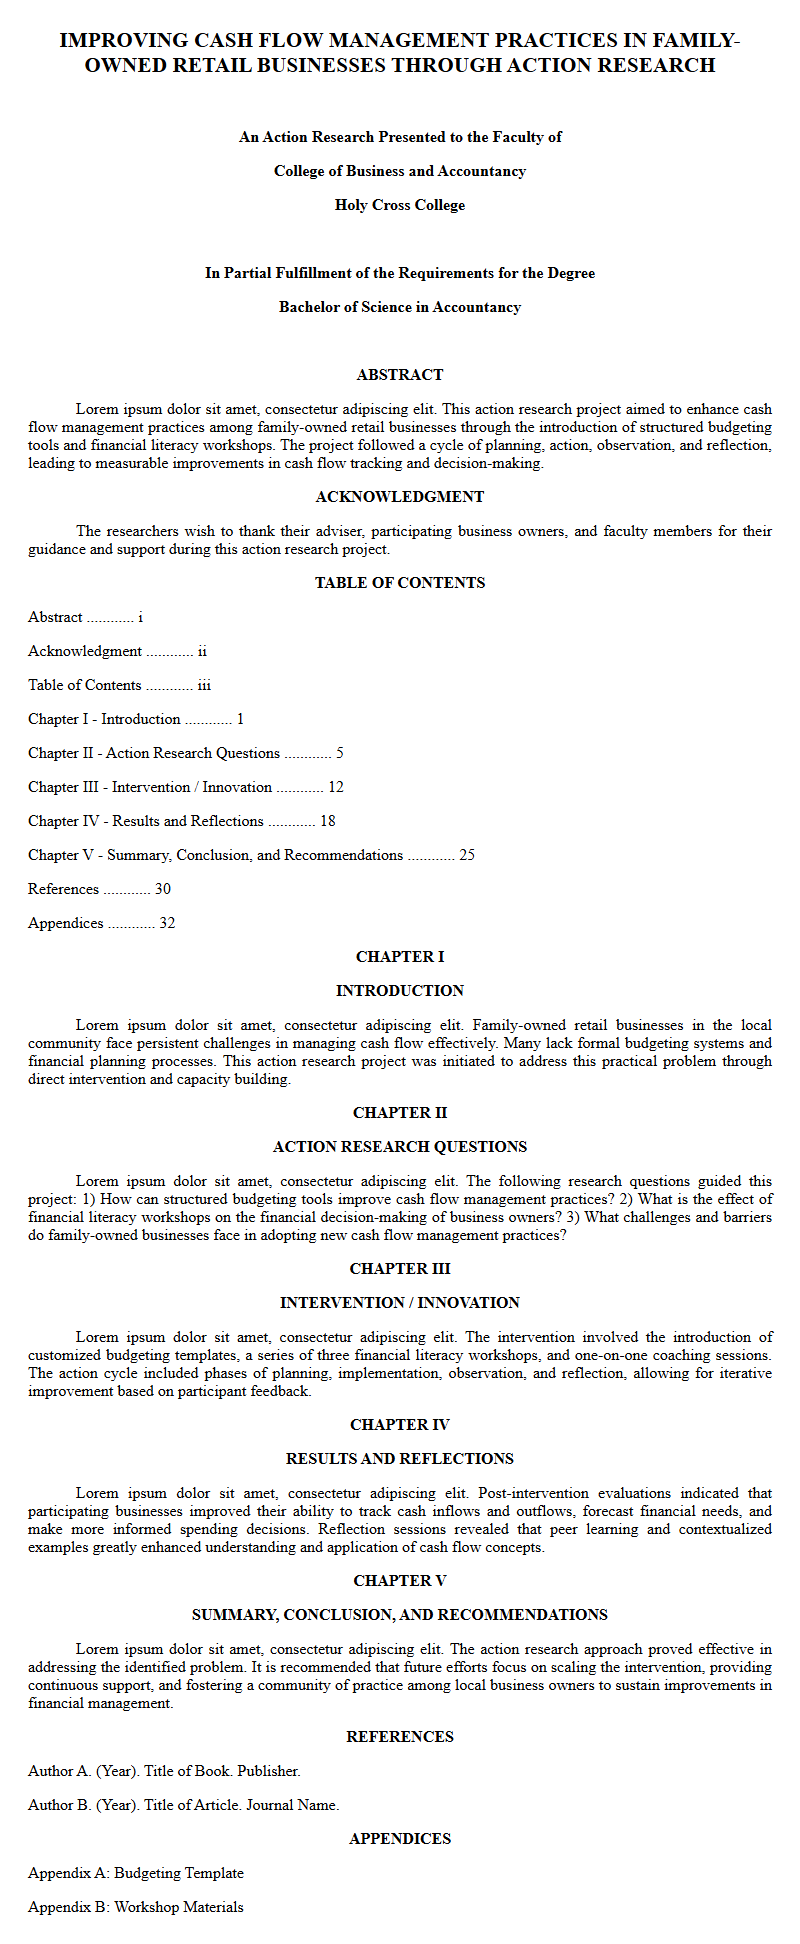 IMPROVING CASH FLOW MANAGEMENT PRACTICES IN FAMILY-
OWNED RETAIL BUSINESSES THROUGH ACTION RESEARCH
An Action Research Presented to the Faculty of
College of Business and Accountancy
Holy Cross College
In Partial Fulfillment of the Requirements for the Degree
Bachelor of Science in Accountancy
ABSTRACT
Lorem ipsum dolor sit amet, consectetur adipiscing elit. This action research project aimed to enhance cash
flow management practices among family-owned retail businesses through the introduction of structured budgeting
tools and financial literacy workshops. The project followed a cycle of planning, action, observation, and reflection,
leading to measurable improvements in cash flow tracking and decision-making.
ACKNOWLEDGMENT
The researchers wish to thank their adviser, participating business owners, and faculty members for their
guidance and support during this action research project.
TABLE OF CONTENTS
Abstract ............ i
Acknowledgment ............ ii
Table of Contents ............ iii
Chapter I - Introduction ............ 1
Chapter II - Action Research Questions ............ 5
Chapter III - Intervention / Innovation ............ 12
Chapter IV - Results and Reflections ............ 18
Chapter V - Summary, Conclusion, and Recommendations ............ 25
References ............ 30
Appendices ............ 32
CHAPTER I
INTRODUCTION
Lorem ipsum dolor sit amet, consectetur adipiscing elit. Family-owned retail businesses in the local
community face persistent challenges in managing cash flow effectively. Many lack formal budgeting systems and
financial planning processes. This action research project was initiated to address this practical problem through
direct intervention and capacity building.
CHAPTER II
ACTION RESEARCH QUESTIONS
Lorem ipsum dolor sit amet, consectetur adipiscing elit. The following research questions guided this
project: 1) How can structured budgeting tools improve cash flow management practices? 2) What is the effect of
financial literacy workshops on the financial decision-making of business owners? 3) What challenges and barriers
do family-owned businesses face in adopting new cash flow management practices?
CHAPTER III
INTERVENTION / INNOVATION
Lorem ipsum dolor sit amet, consectetur adipiscing elit. The intervention involved the introduction of
customized budgeting templates, a series of three financial literacy workshops, and one-on-one coaching sessions.
The action cycle included phases of planning, implementation, observation, and reflection, allowing for iterative
improvement based on participant feedback.
CHAPTER IV
RESULTS AND REFLECTIONS
Lorem ipsum dolor sit amet, consectetur adipiscing elit. Post-intervention evaluations indicated that
participating businesses improved their ability to track cash inflows and outflows, forecast financial needs, and
make more informed spending decisions. Reflection sessions revealed that peer learning and contextualized
examples greatly enhanced understanding and application of cash flow concepts.
CHAPTER V
SUMMARY, CONCLUSION, AND RECOMMENDATIONS
Lorem ipsum dolor sit amet, consectetur adipiscing elit. The action research approach proved effective in
addressing the identified problem. It is recommended that future efforts focus on scaling the intervention, providing
continuous support, and fostering a community of practice among local business owners to sustain improvements in
financial management.
REFERENCES
Author A. (Year). Title of Book. Publisher.
Author B. (Year). Title of Article. Journal Name.
APPENDICES
Appendix A: Budgeting Template
Appendix B: Workshop Materials